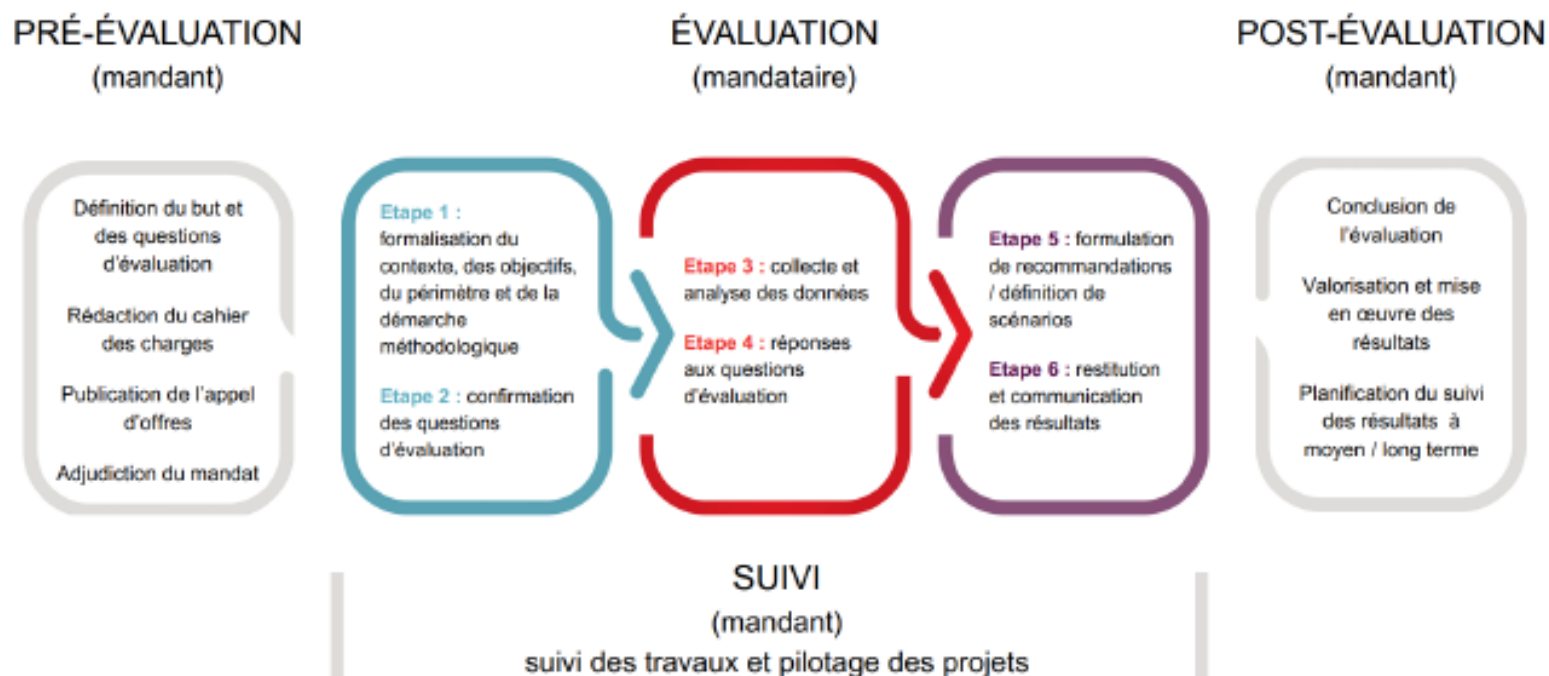 PRÉ-ÉVALUATION
(mandant)
ÉVALUATION
(mandataire)
POST-ÉVALUATION
(mandant)
Définition du but et
des questions
d'évaluation
Rédaction du cahier
des charges
Publication de l'appel
d'offres
Adjudiction du mandat
Etape 1 :
formalisation du
contexte, des objectifs,
du périmètre et de la
démarche
méthodologique
Etape 2 : confirmation
des questions
d'évaluation
Etape 3 : collecte et
analyse des données
Etape 4 : réponses
aux questions
d'évaluation
Etape 5 : formulation
de recommandations
/ définition de
scénarios
Etape 6 : restitution
et communication
des résultats
Conclusion de
l'évaluation
Valorisation et mise
en œuvre des
résultats
Planification du suivi
des résultats à
moyen / long terme
SUIVI
(mandant)
suivi des travaux et pilotage des projets